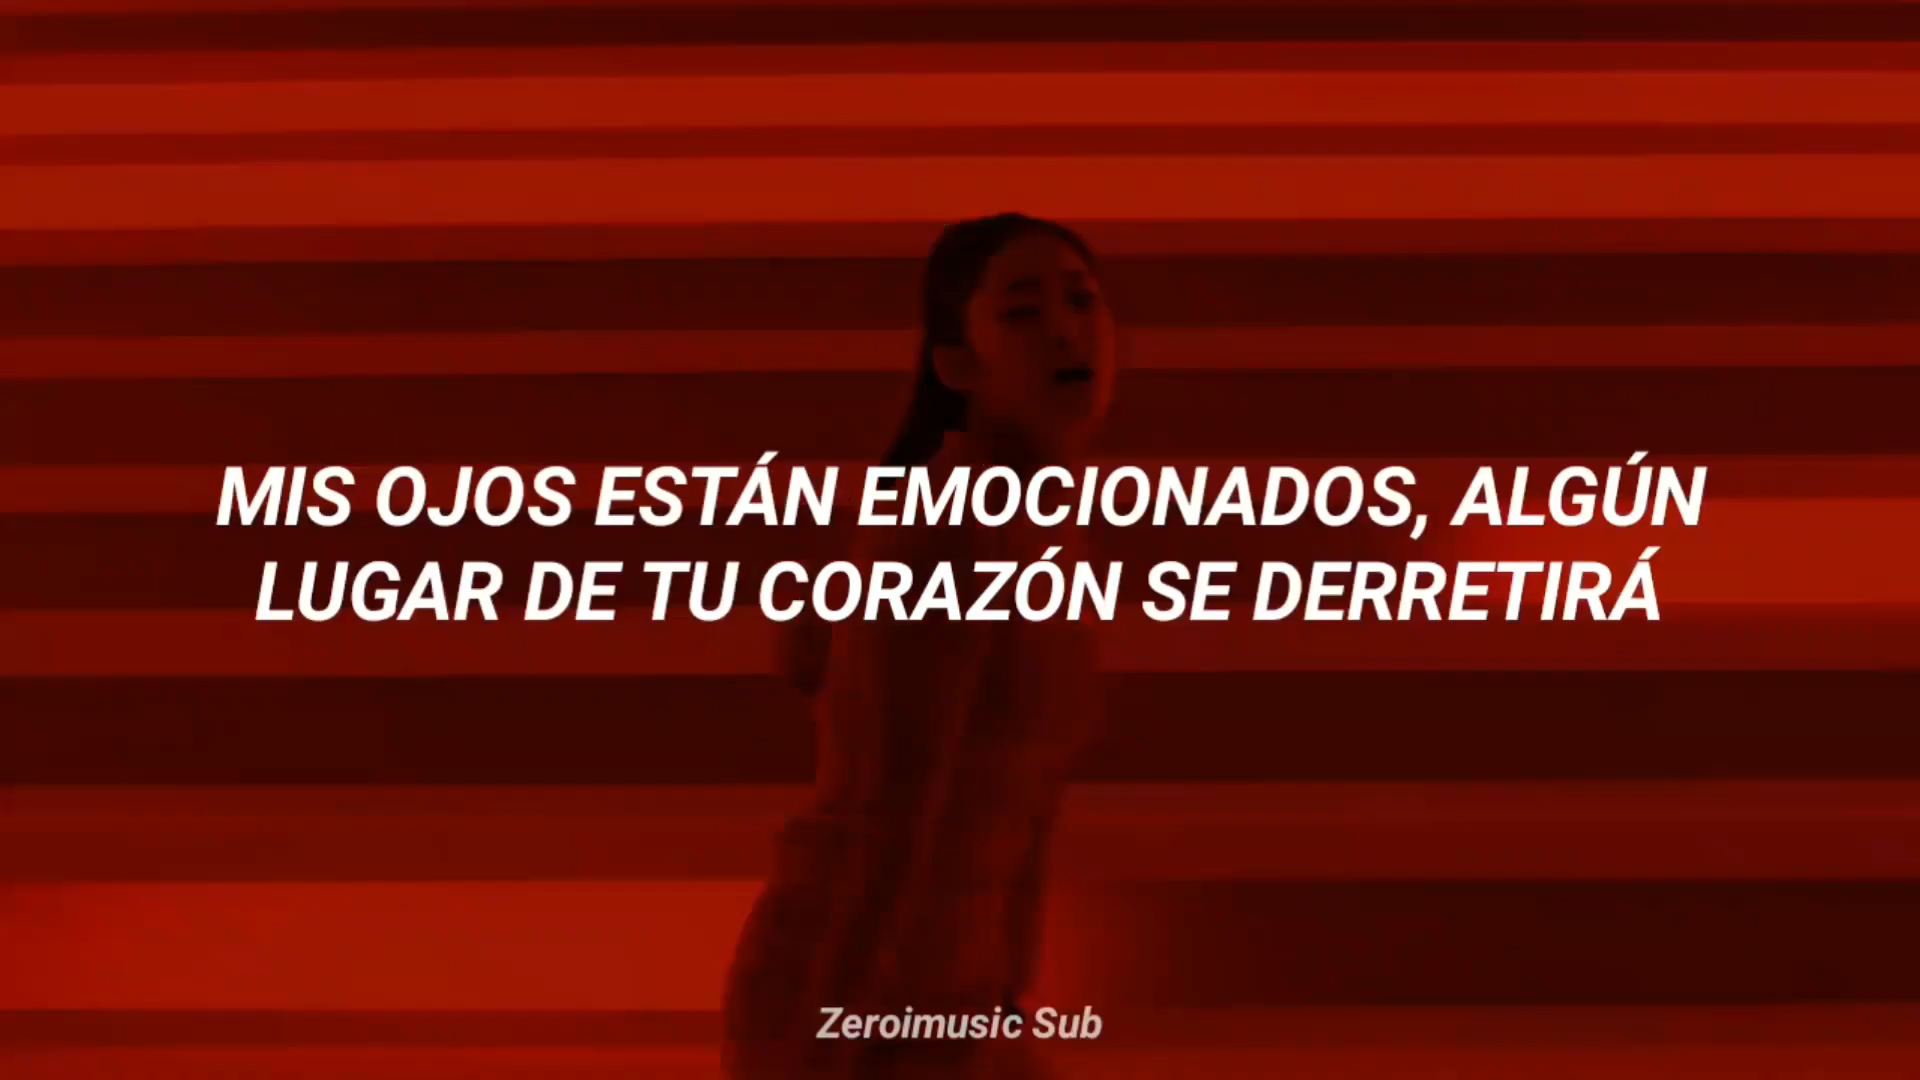 MIS OJOS ESTÁN EMOCIONADOS, ALGÚN
LUGAR DE TU CORAZÓN SE DERRETIRÁ
Zeroimusic Sub